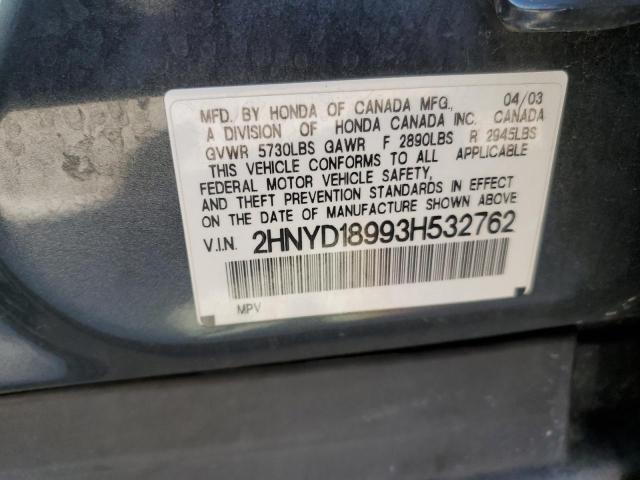 MFD. BY HONDA OF CANADA MFG., 04/03
A DIVISION OF HONDA CANADA INC. CANADA
GVWR 5730LBS GAWR F 2890LBS R 2945LBS
THIS VEHICLE CONFORMS TO ALL APPLICABLE
FEDERAL MOTOR VEHICLE SAFETY,
AND THEFT PREVENTION STANDARDS IN EFFECT
ON THE DATE OF MANUFACTURE SHOWN ABOVE
V.I.N. 2HNYD18993H532762
MPV